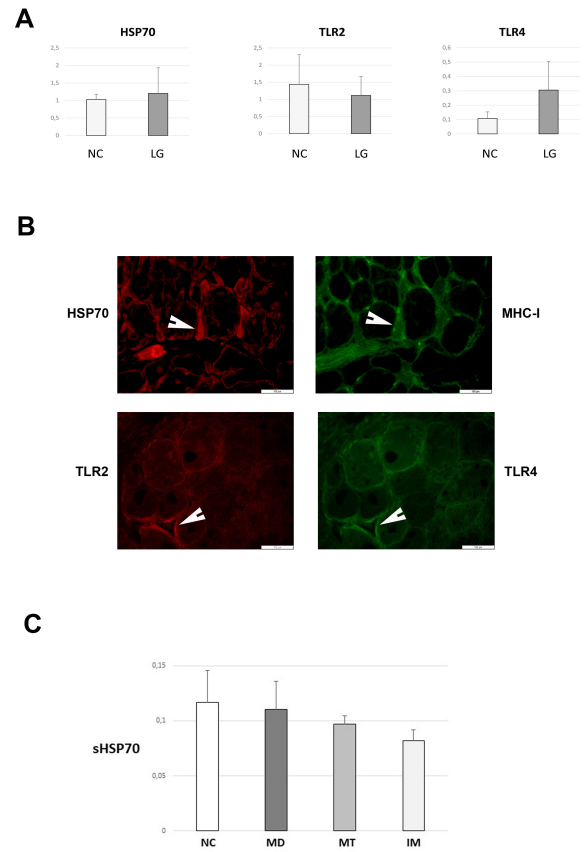 A
HSP70
TLR2
TLR4
2,5
2
1,5
1
0,5
0
NC
LG
2,5
2
1,5
1
0,5
0
NC
LG
0,6
0,5
0,4
0,3
0,2
0,1
0
NC
LG
B
HSP70
MHC-I
TLR2
TLR4
C
sHSP70
0,15
0,1
0,05
0
NC
MD
MT
IM